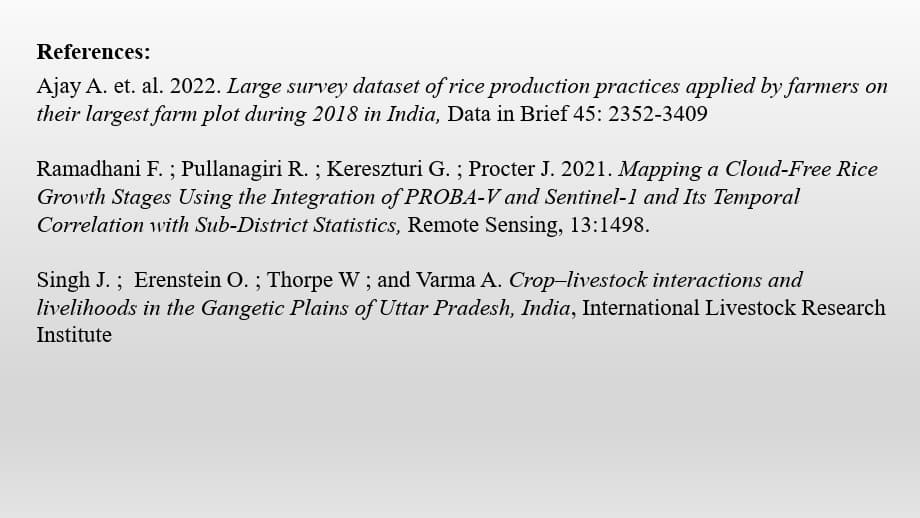 References:
Ajay A. et. al. 2022. Large survey dataset of rice production practices applied by farmers on
their largest farm plot during 2018 in India, Data in Brief 45: 2352-3409
Ramadhani F. ; Pullanagiri R. ; Kereszturi G. ; Procter J. 2021. Mapping a Cloud-Free Rice
Growth Stages Using the Integration of PROBA-V and Sentinel-1 and Its Temporal
Correlation with Sub-District Statistics, Remote Sensing, 13:1498.
Singh J. ; Erenstein O. ; Thorpe W ; and Varma A. Crop–livestock interactions and
livelihoods in the Gangetic Plains of Uttar Pradesh, India, International Livestock Research
Institute